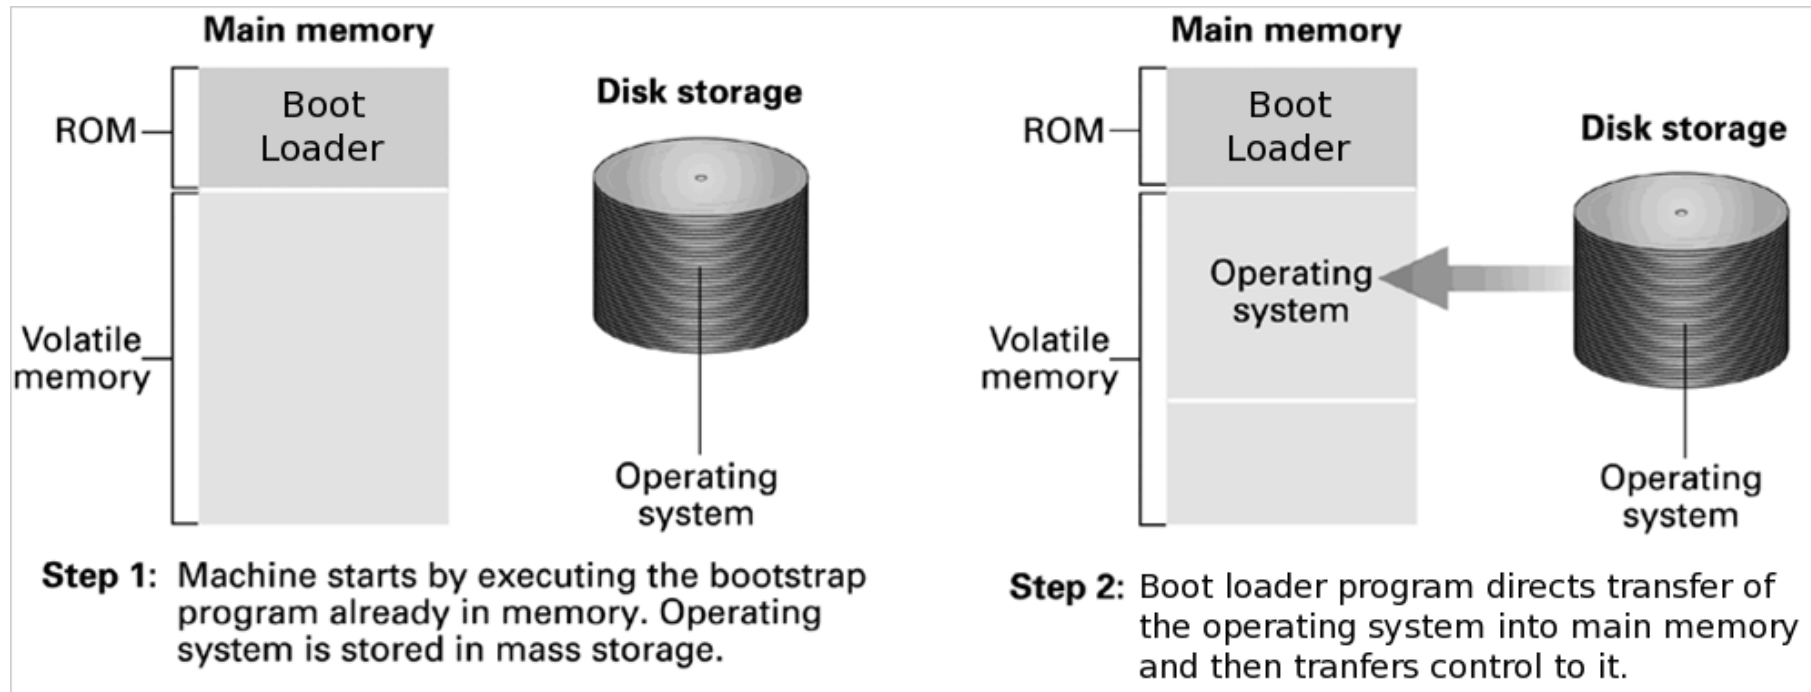 Main memory
Boot
Loader
ROM
Volatile
memory
Disk storage
Operating
system
Step 1: Machine starts by executing the bootstrap
program already in memory. Operating
system is stored in mass storage.
Main memory
Boot
Loader
ROM
Operating
system
Volatile
memory
Disk storage
Operating
system
Step 2: Boot loader program directs transfer of
the operating system into main memory
and then tranfers control to it.